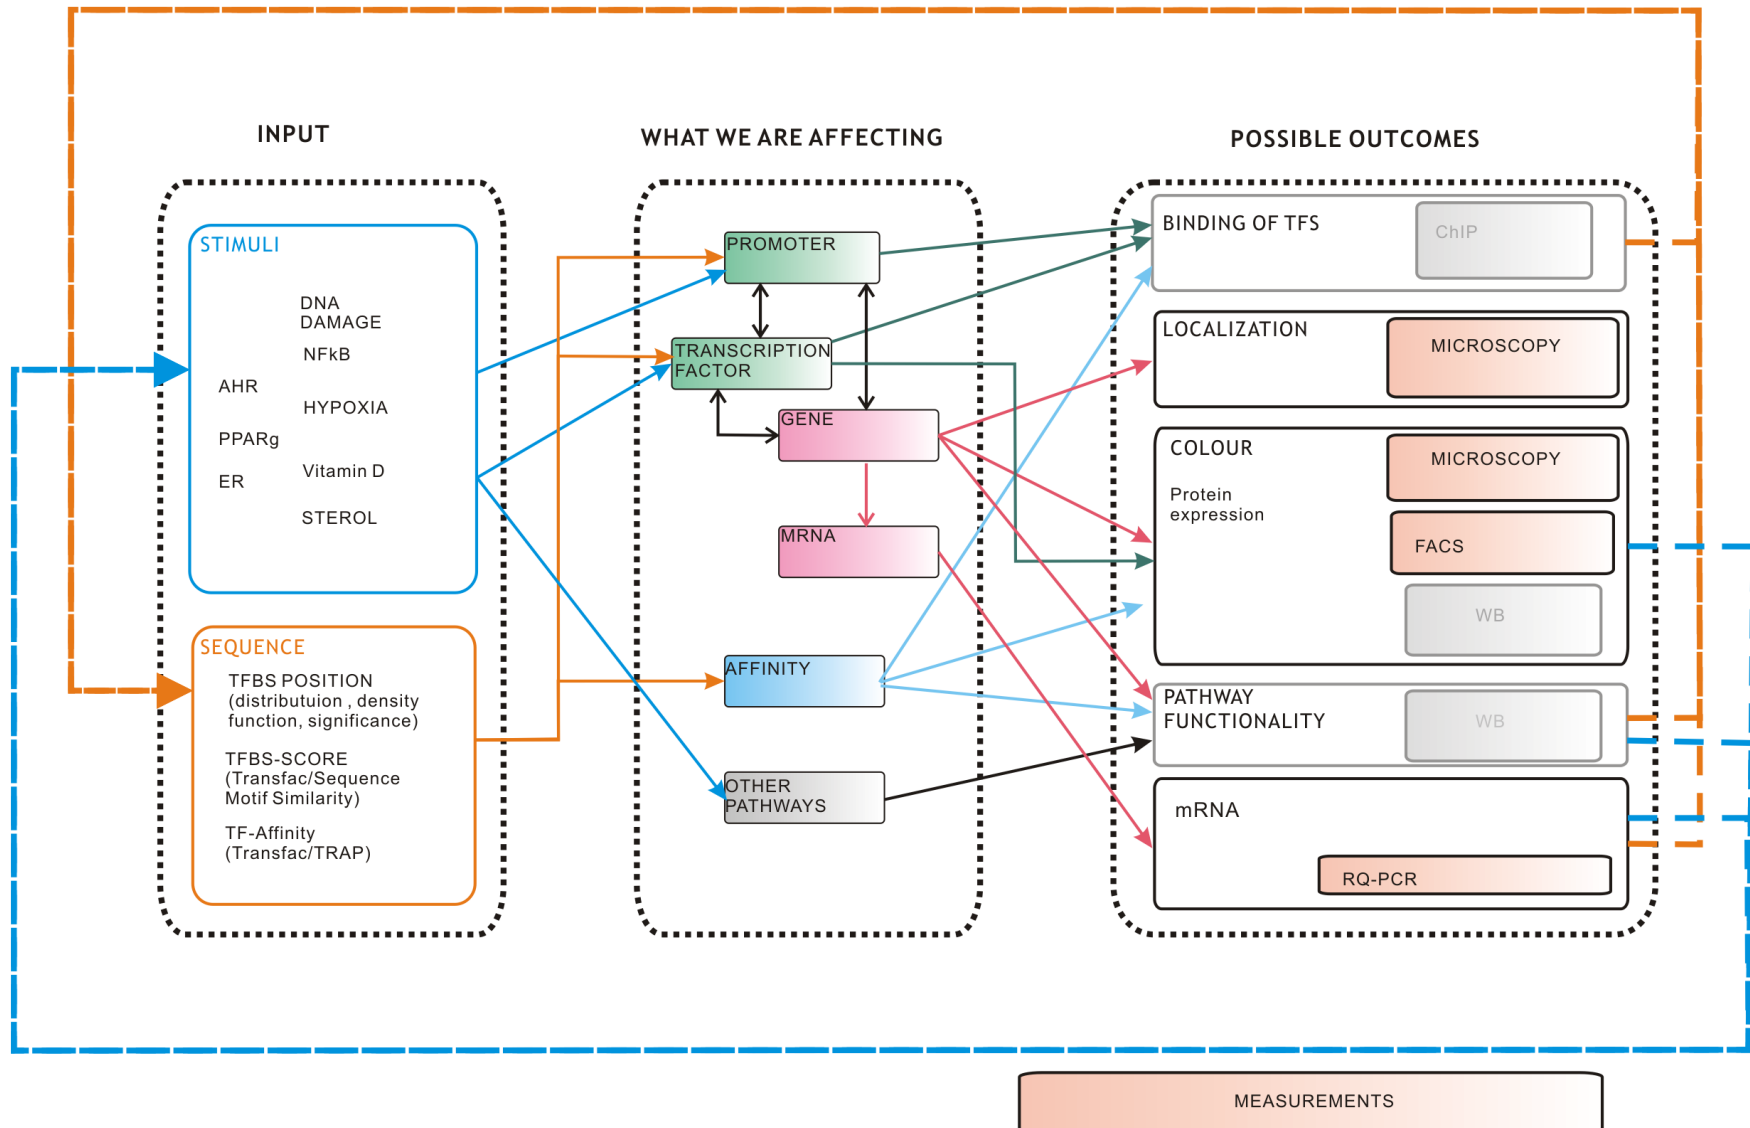 INPUT
WHAT WE ARE AFFECTING
POSSIBLE OUTCOMES
STIMULI
DNA
DAMAGE
NFkB
AHR
HYPOXIA
PPARg
Vitamin D
ER
STEROL
SEQUENCE
TFBS POSITION
(distributuion , density
function, significance)
TFBS-SCORE
(Transfac/Sequence
Motif Similarity)
TF-Affinity
(Transfac/TRAP)
PROMOTER
TRANSCRIPTION
FACTOR
GENE
MRNA
AFFINITY
OTHER
PATHWAYS
BINDING OF TFS
ChIP
LOCALIZATION
MICROSCOPY
COLOUR
Protein
expression
MICROSCOPY
FACS
WB
PATHWAY
FUNCTIONALITY
WB
mRNA
RQ-PCR
MEASUREMENTS